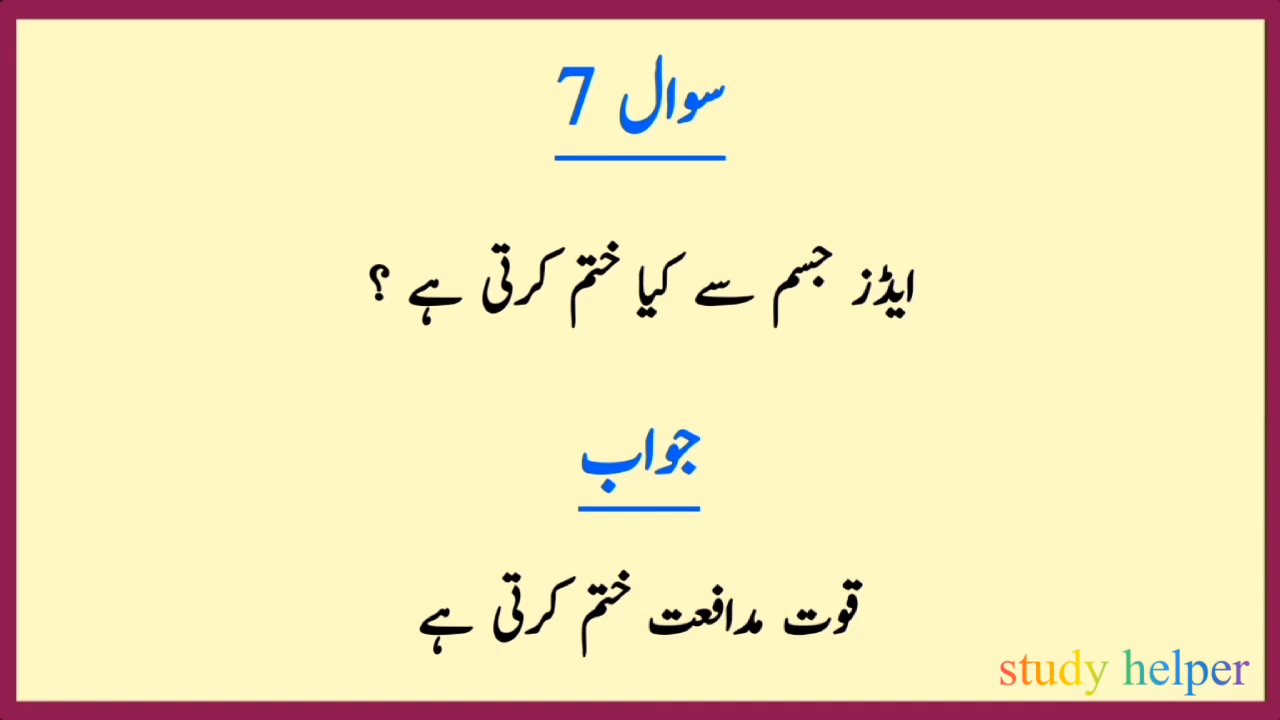 سوال 7
ایڈز جسم سے کیا ختم کرتی ہے ؟
جواب
قوت مدافعت ختم کرتی ہے
study helper